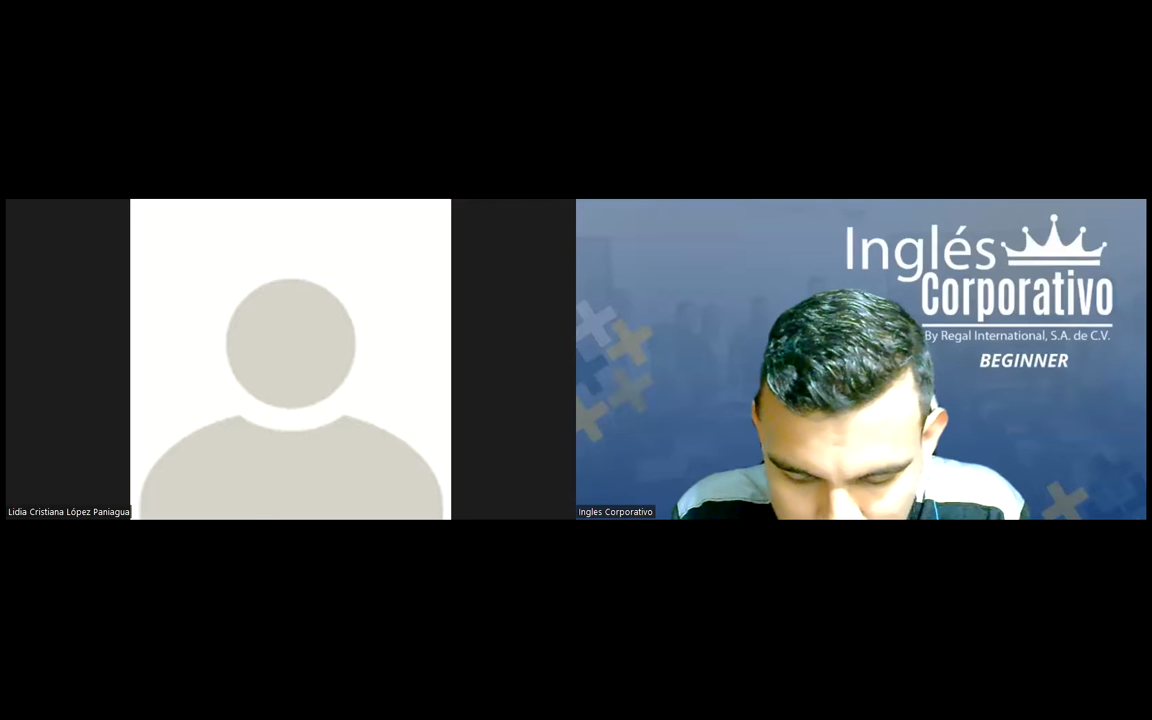 Inglés
Corporativo
By Regal International, S.A. de C.V.
BEGINNER
Lidia Cristiana López Paniagua
Ingles Corporativo